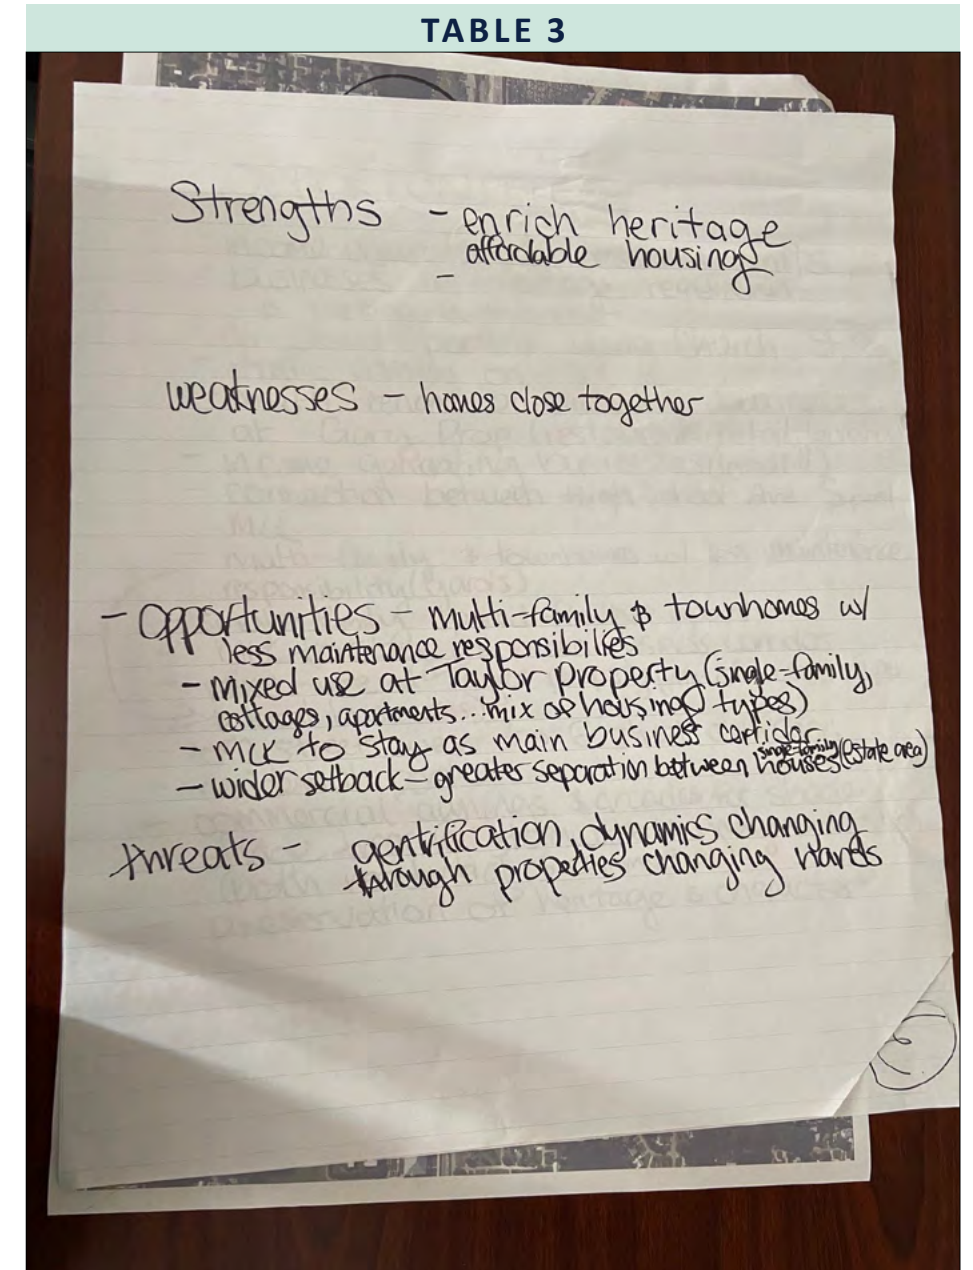 TABLE 3
Strengths - enrich heritage
affordable housing
-
weaknesses - homes close together
- Opportunities - multi-family & townhomes w/
less maintenance responsibilies
- Mixed use at Taylor Property (single-family,
cottages, apartments... mix of housing types)
- MLK to stay as main business corridor
- wider setback - greater separation between single-family houses (estate area)
threats - gentrification, dynamics changing
through properties changing hands